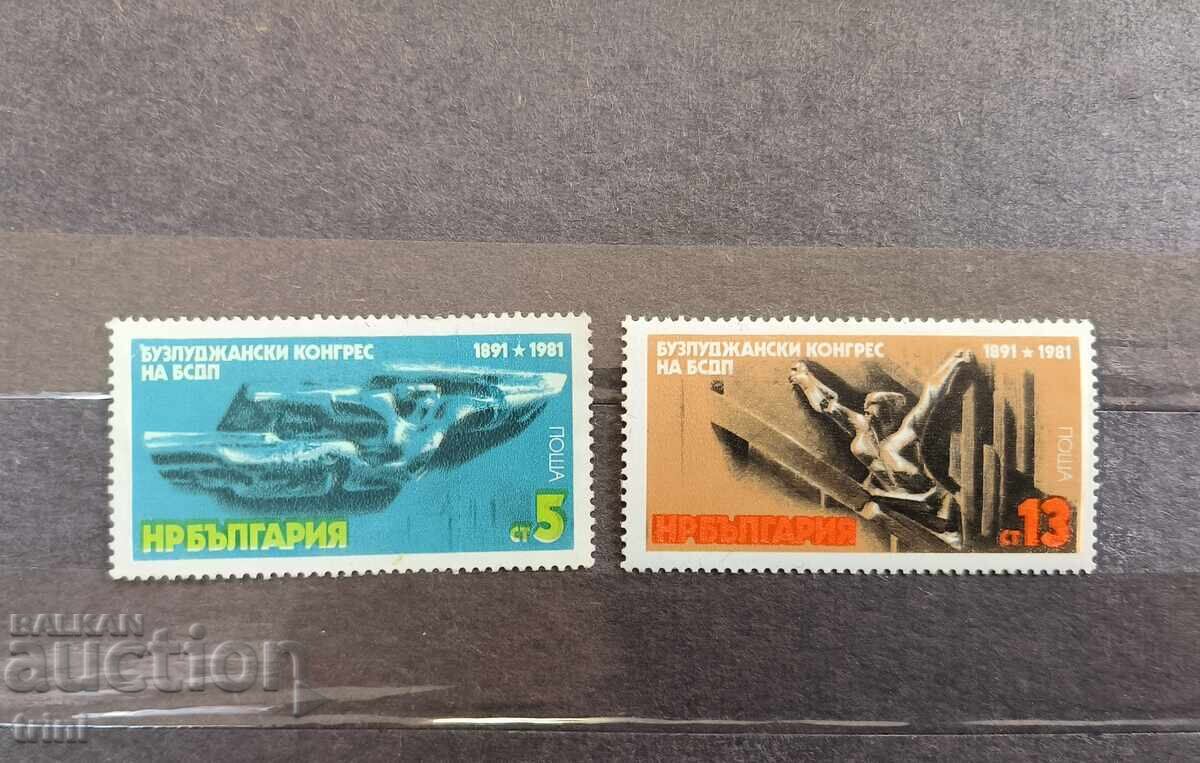 БУЗЛУДЖАНСКИ КОНГРЕС
НА БСДП
1891 ★ 1981
ПОЩА
НРБЪЛГАРИЯ
СТ 5
БУЗЛУДЖАНСКИ КОНГРЕС
НА БСДП
1891 ★ 1981
ПОЩА
НРБЪЛГАРИЯ
СТ 13
BALKAN
auction
trini